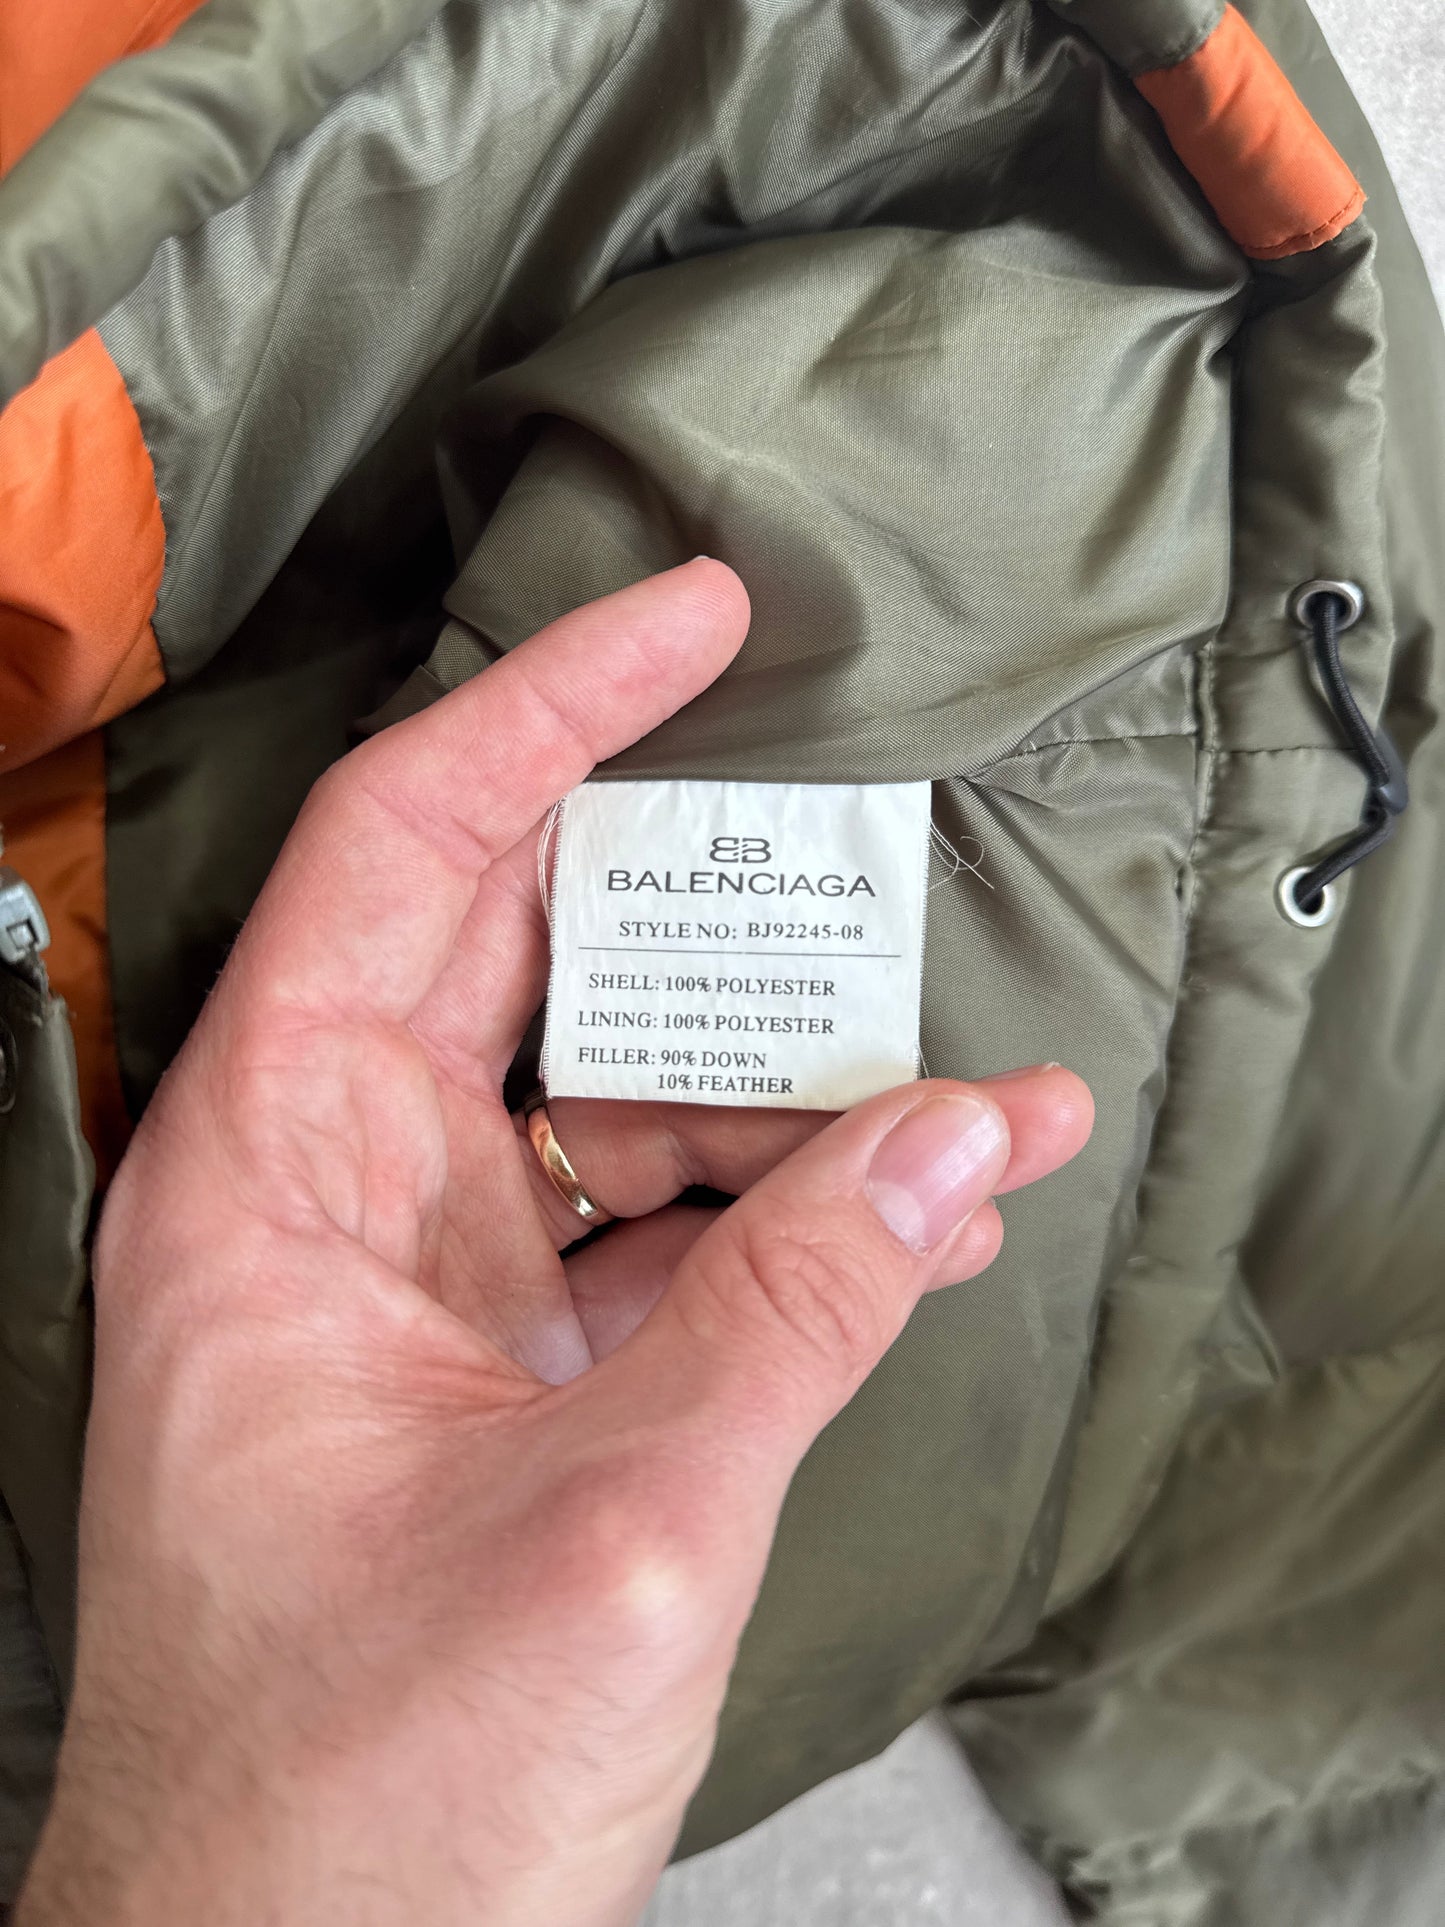 BB
BALENCIAGA
STYLE NO: BJ92245-08
SHELL: 100% POLYESTER
LINING: 100% POLYESTER
FILLER: 90% DOWN
10% FEATHER